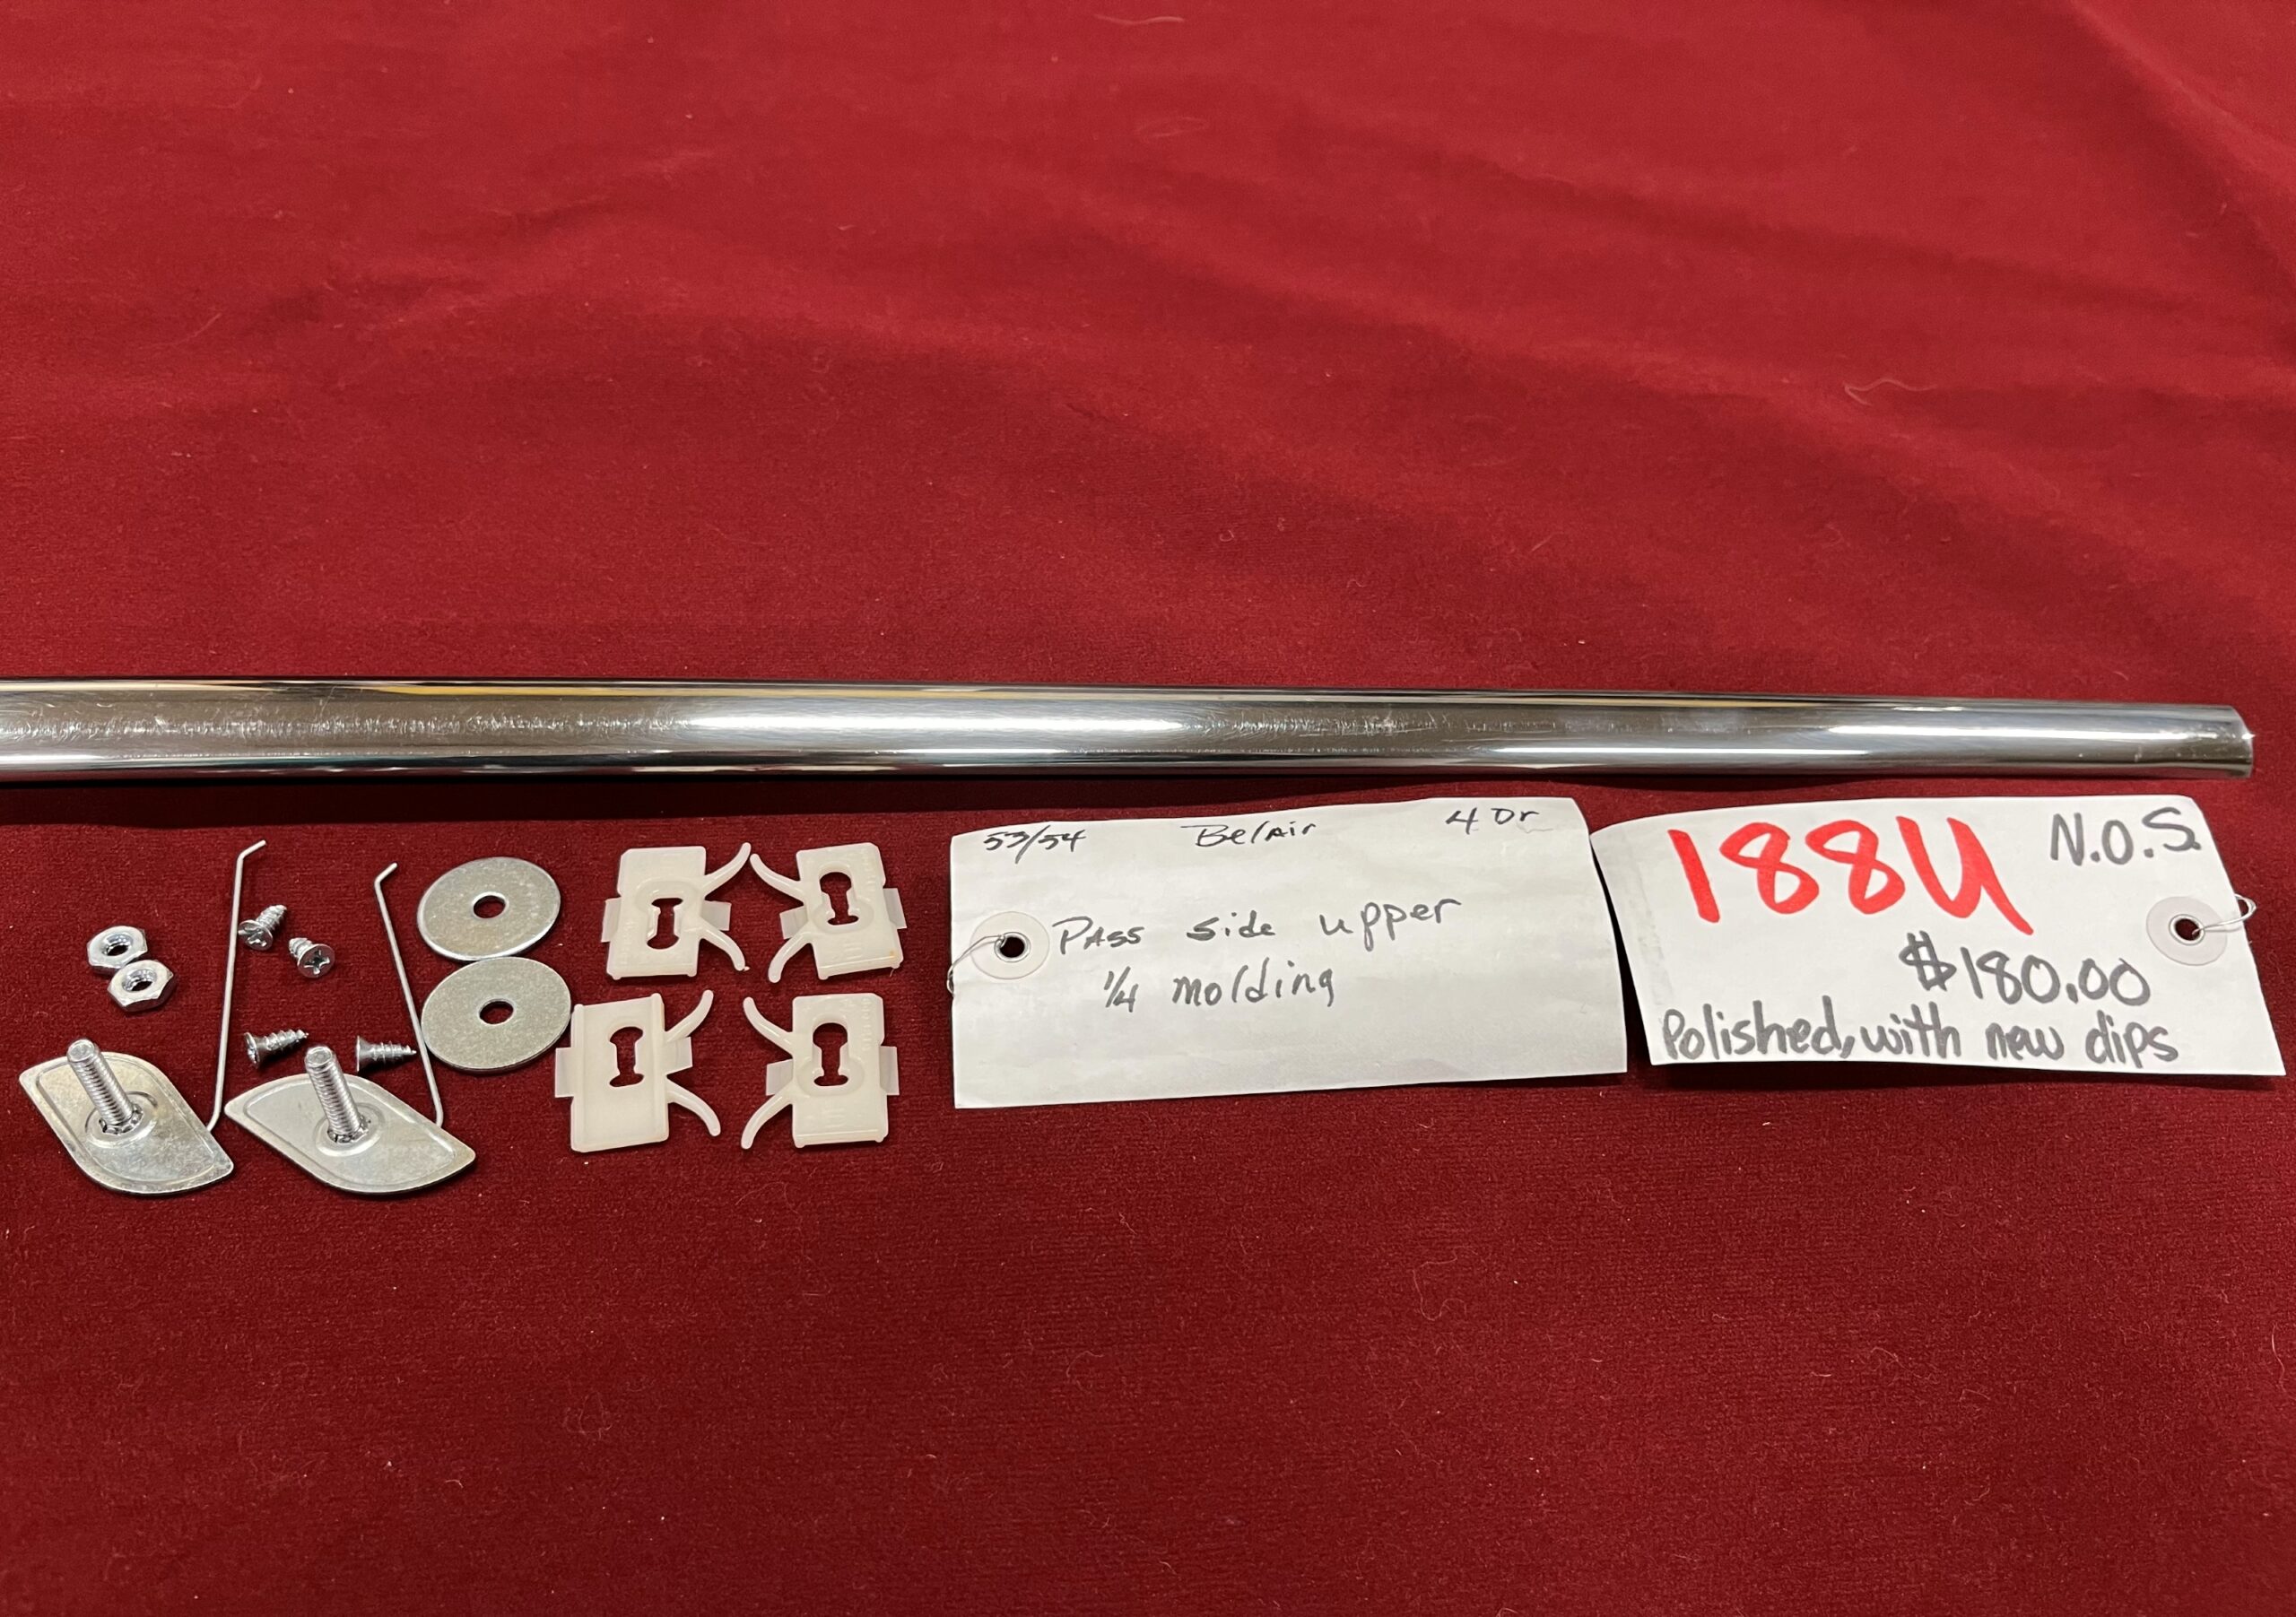 53/54 BelAir 4 Dr
Pass side upper
1/4 molding
188U N.O.S.
$180.00
Polished, with new clips